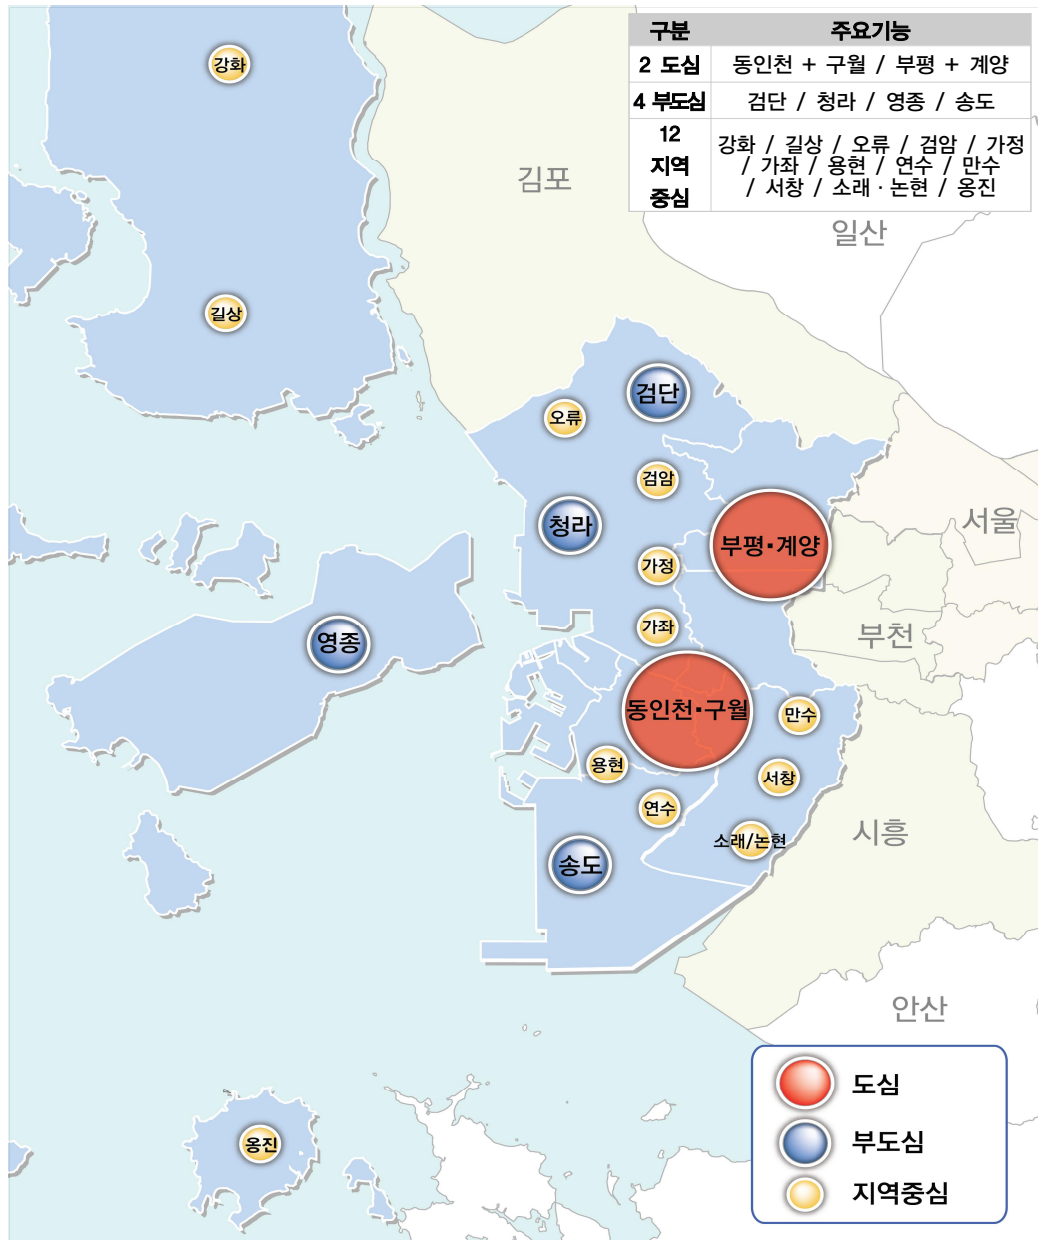 구분 주요기능
2 도심 동인천 + 구월 / 부평 + 계양
4 부도심 검단 / 청라 / 영종 / 송도
12 지역 중심 강화 / 길상 / 오류 / 검암 / 가정
/ 가좌 / 용현 / 연수 / 만수
/ 서창 / 소래 · 논현 / 옹진
강화
김포
일산
길상
검단
오류
검암
서울
청라
부평·계양
가정
가좌
부천
영종
동인천·구월
만수
용현
서창
연수
소래/논현
시흥
송도
안산
옹진
도심
부도심
지역중심